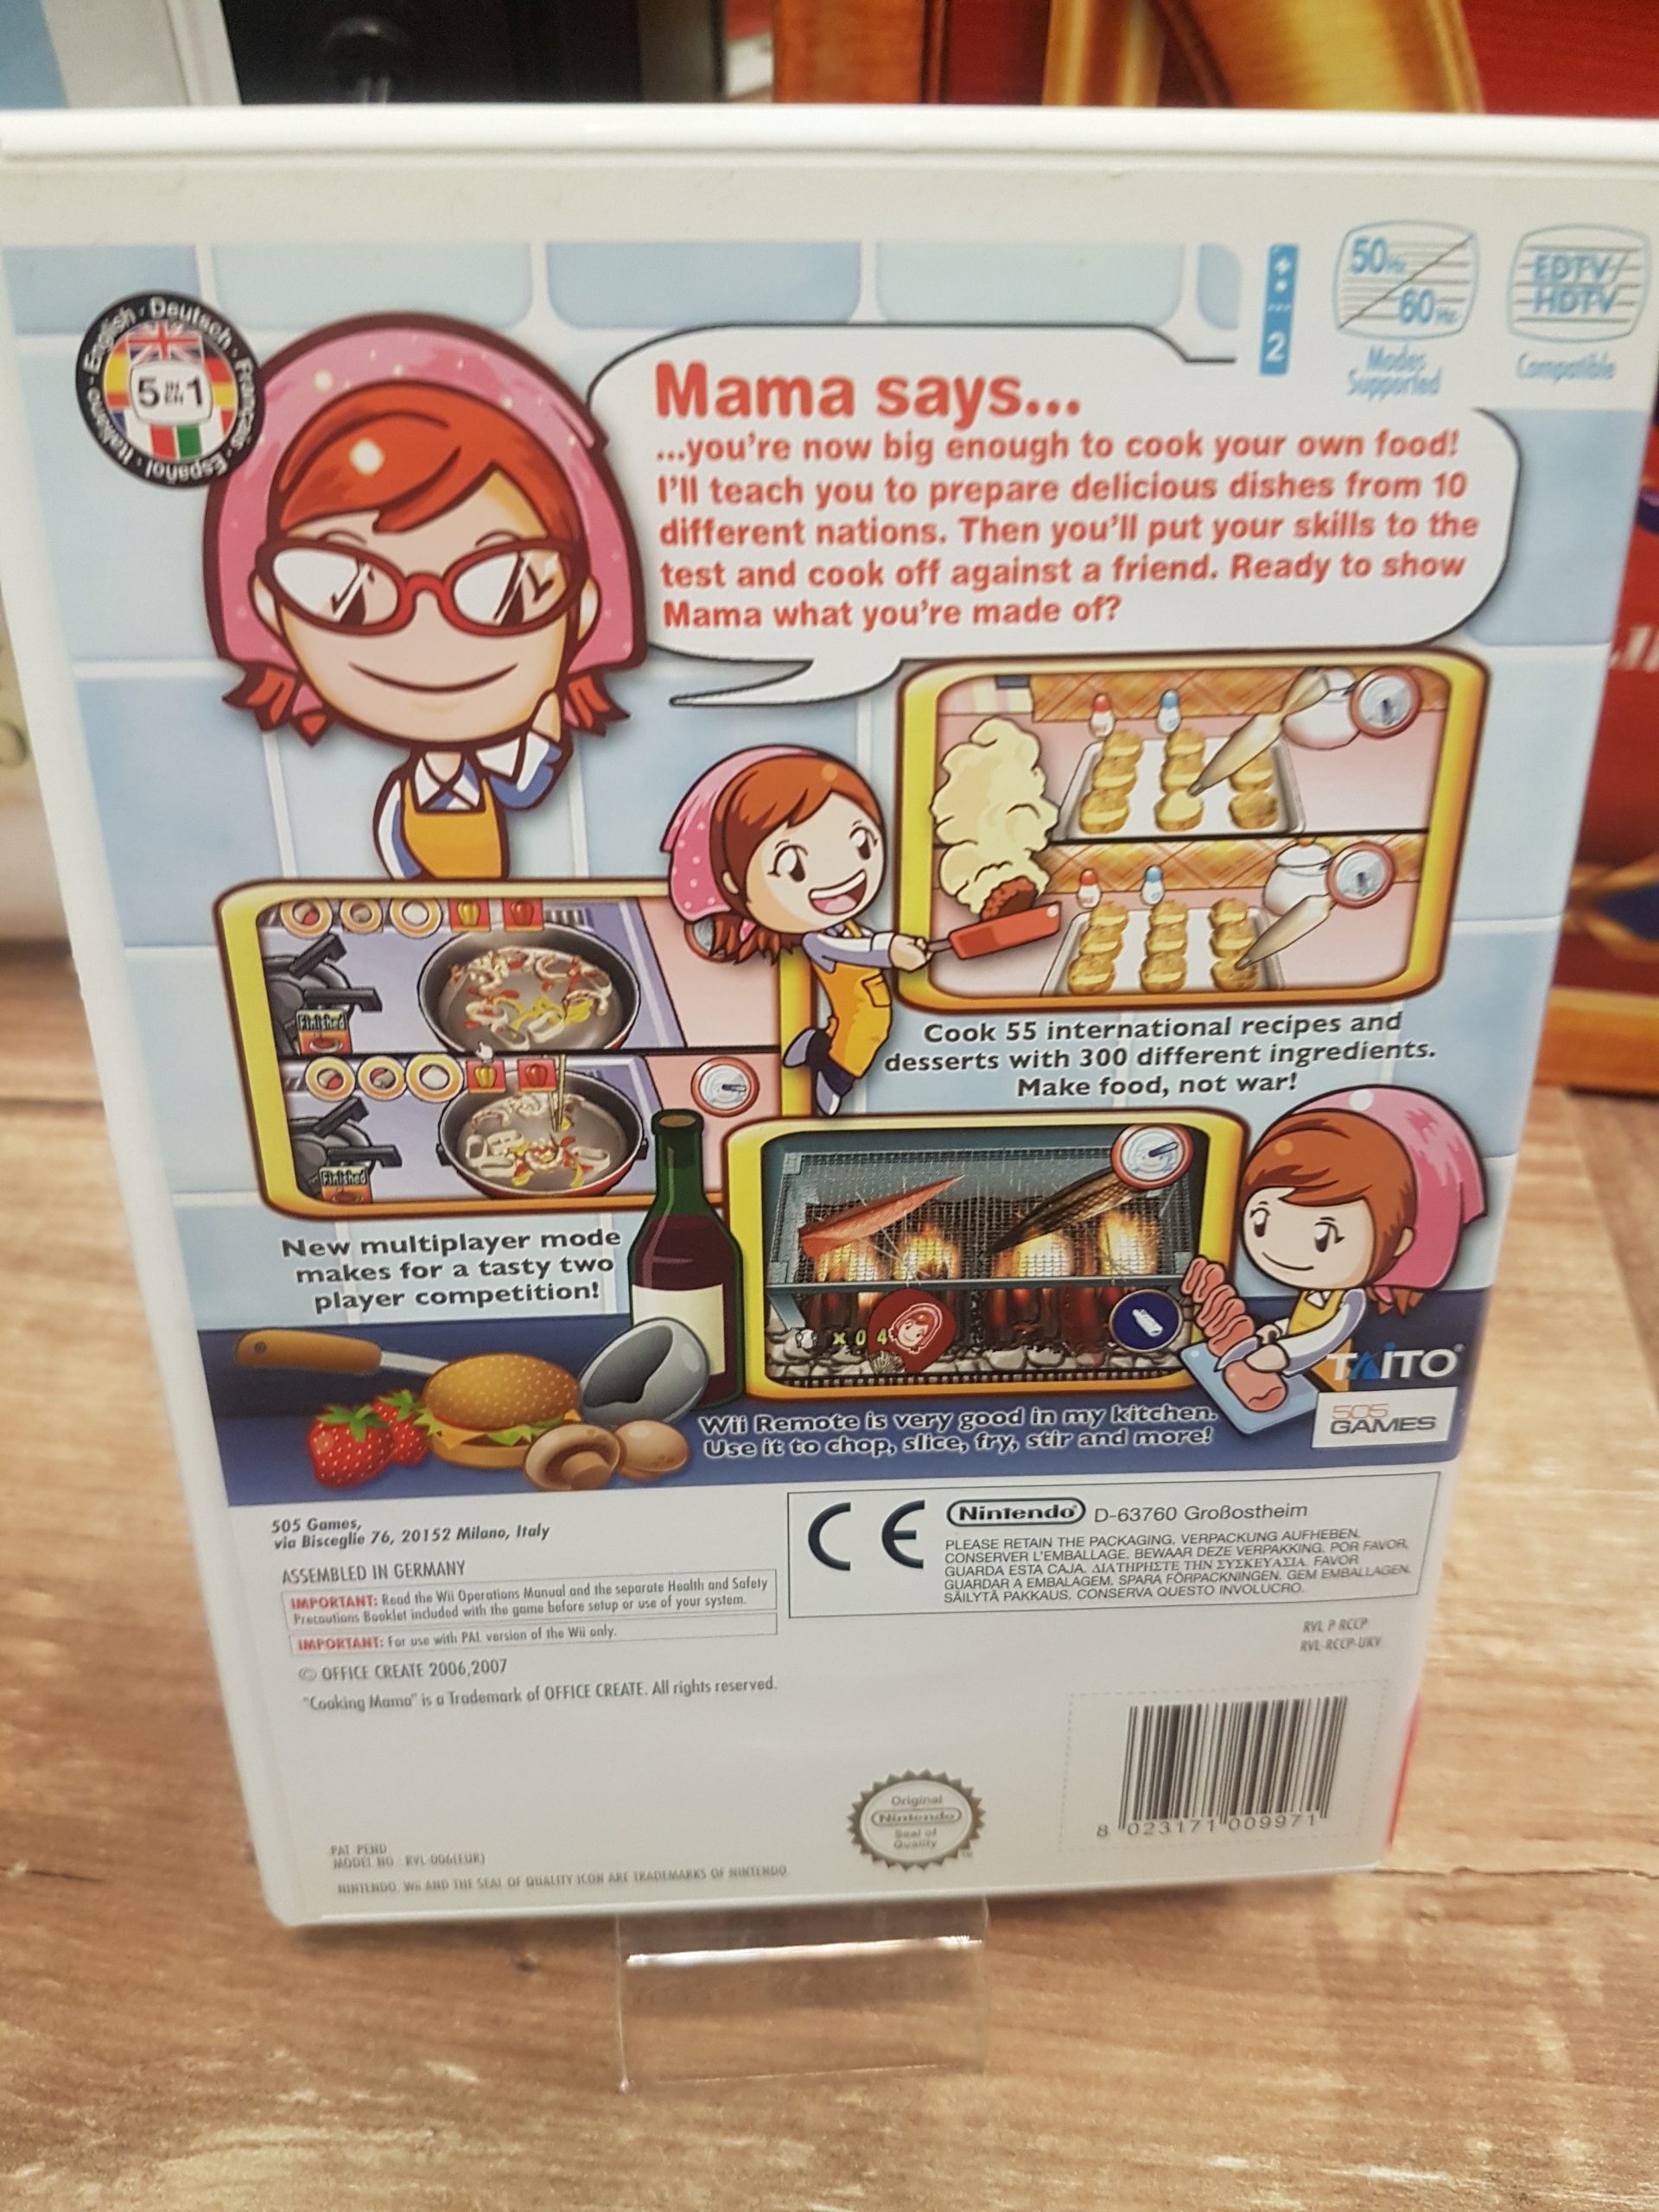 English · Deutsch · Français · Español · Italiano
5 IN EN 1
2
50Hz
60Hz
Modes
Supported
EDTV/
HDTV
Compatible
Mama says...
...you're now big enough to cook your own food!
I'll teach you to prepare delicious dishes from 10
different nations. Then you'll put your skills to the
test and cook off against a friend. Ready to show
Mama what you're made of?
Finished
Finished
Cook 55 international recipes and
desserts with 300 different ingredients.
Make food, not war!
New multiplayer mode
makes for a tasty two
player competition!
x 0 4
TAITO
505
GAMES
Wii Remote is very good in my kitchen.
Use it to chop, slice, fry, stir and more!
505 Games,
via Bisceglie 76, 20152 Milano, Italy
ASSEMBLED IN GERMANY
IMPORTANT: Read the Wii Operations Manual and the separate Health and Safety
Precautions Booklet included with the game before setup or use of your system.
IMPORTANT: For use with PAL version of the Wii only.
© OFFICE CREATE 2006,2007
"Cooking Mama" is a Trademark of OFFICE CREATE. All rights reserved.
CE
Nintendo® D-63760 Großostheim
PLEASE RETAIN THE PACKAGING. VERPACKUNG AUFHEBEN.
CONSERVER L'EMBALLAGE. BEWAAR DEZE VERPAKKING. POR FAVOR,
GUARDA ESTA CAJA. ΔΙΑΤΗΡΗΣΤΕ ΤΗΝ ΣΥΣΚΕΥΑΣΙΑ. FAVOR
GUARDAR A EMBALAGEM. SPARA FÖRPACKNINGEN. GEM EMBALLAGEN.
SÄILYTÄ PAKKAUS. CONSERVA QUESTO INVOLUCRO.
RVL P RCCP
RVL-RCCP-UKV
Original
Nintendo
Seal of
Quality
TM
8 023171 009971
PAT. PEND
MODEL NO.: RVL-006(EUR)
NINTENDO, Wii AND THE SEAL OF QUALITY ICON ARE TRADEMARKS OF NINTENDO.